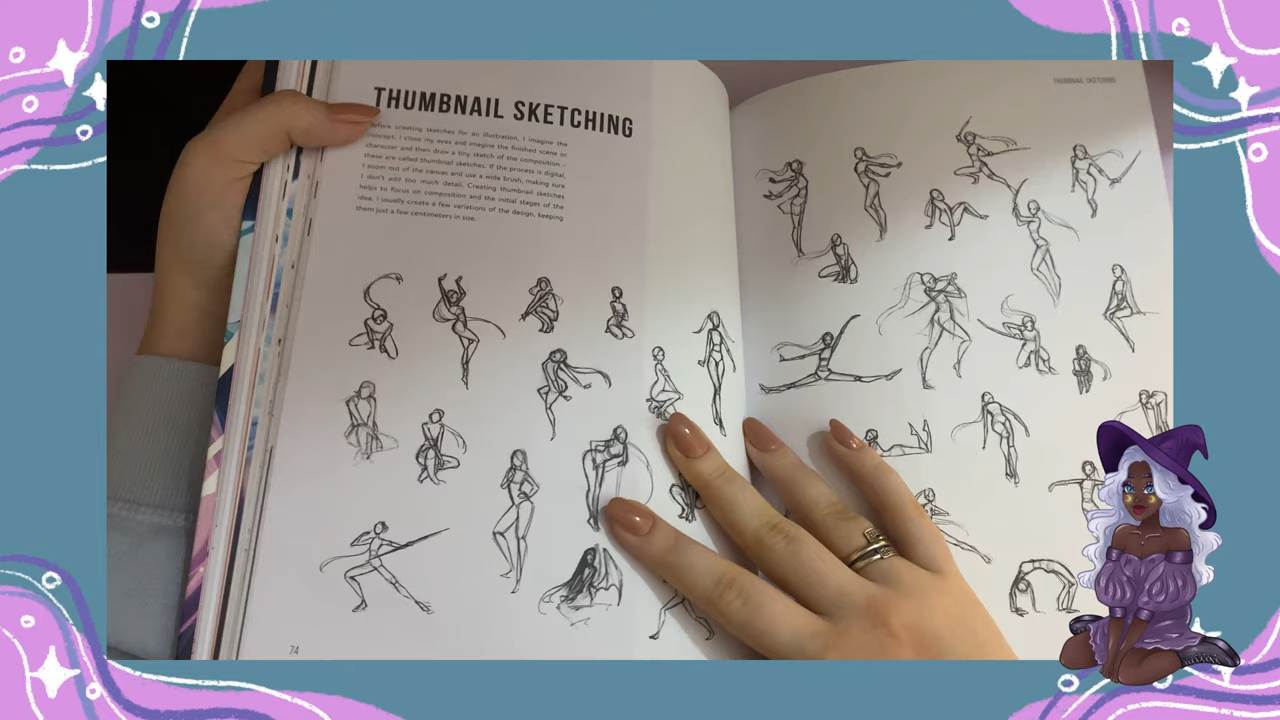 THUMBNAIL SKETCHING
Before creating sketches for an illustration, I imagine the
concept. I close my eyes and imagine the finished scene or
character and then draw a tiny sketch of the composition –
these are called thumbnail sketches. If the process is digital,
I zoom out of the canvas and use a wide brush, making sure
I don't add too much detail. Creating thumbnail sketches
helps to focus on composition and the initial stages of the
idea. I usually create a few variations of the design, keeping
them just a few centimeters in size.
74
THUMBNAIL SKETCHING